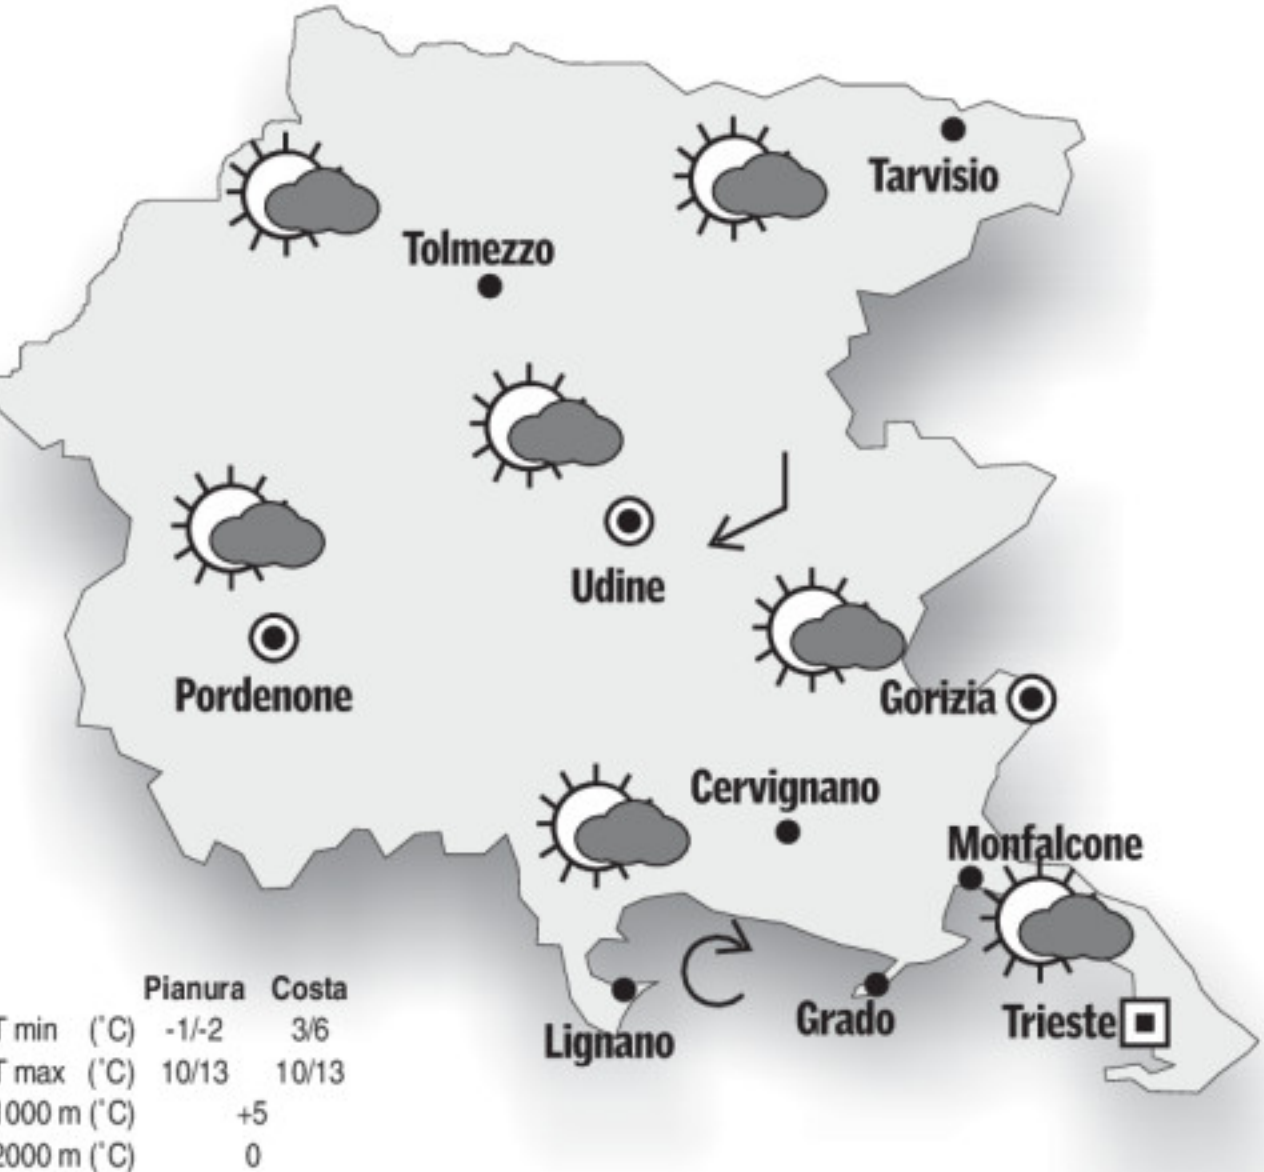 Tarvisio
Tolmezzo
Udine
Pordenone
Gorizia
Cervignano
Monfalcone
Lignano
Grado
Trieste
Pianura Costa
T min (°C) -1/-2 3/6
T max (°C) 10/13 10/13
1000 m (°C) +5
2000 m (°C) 0